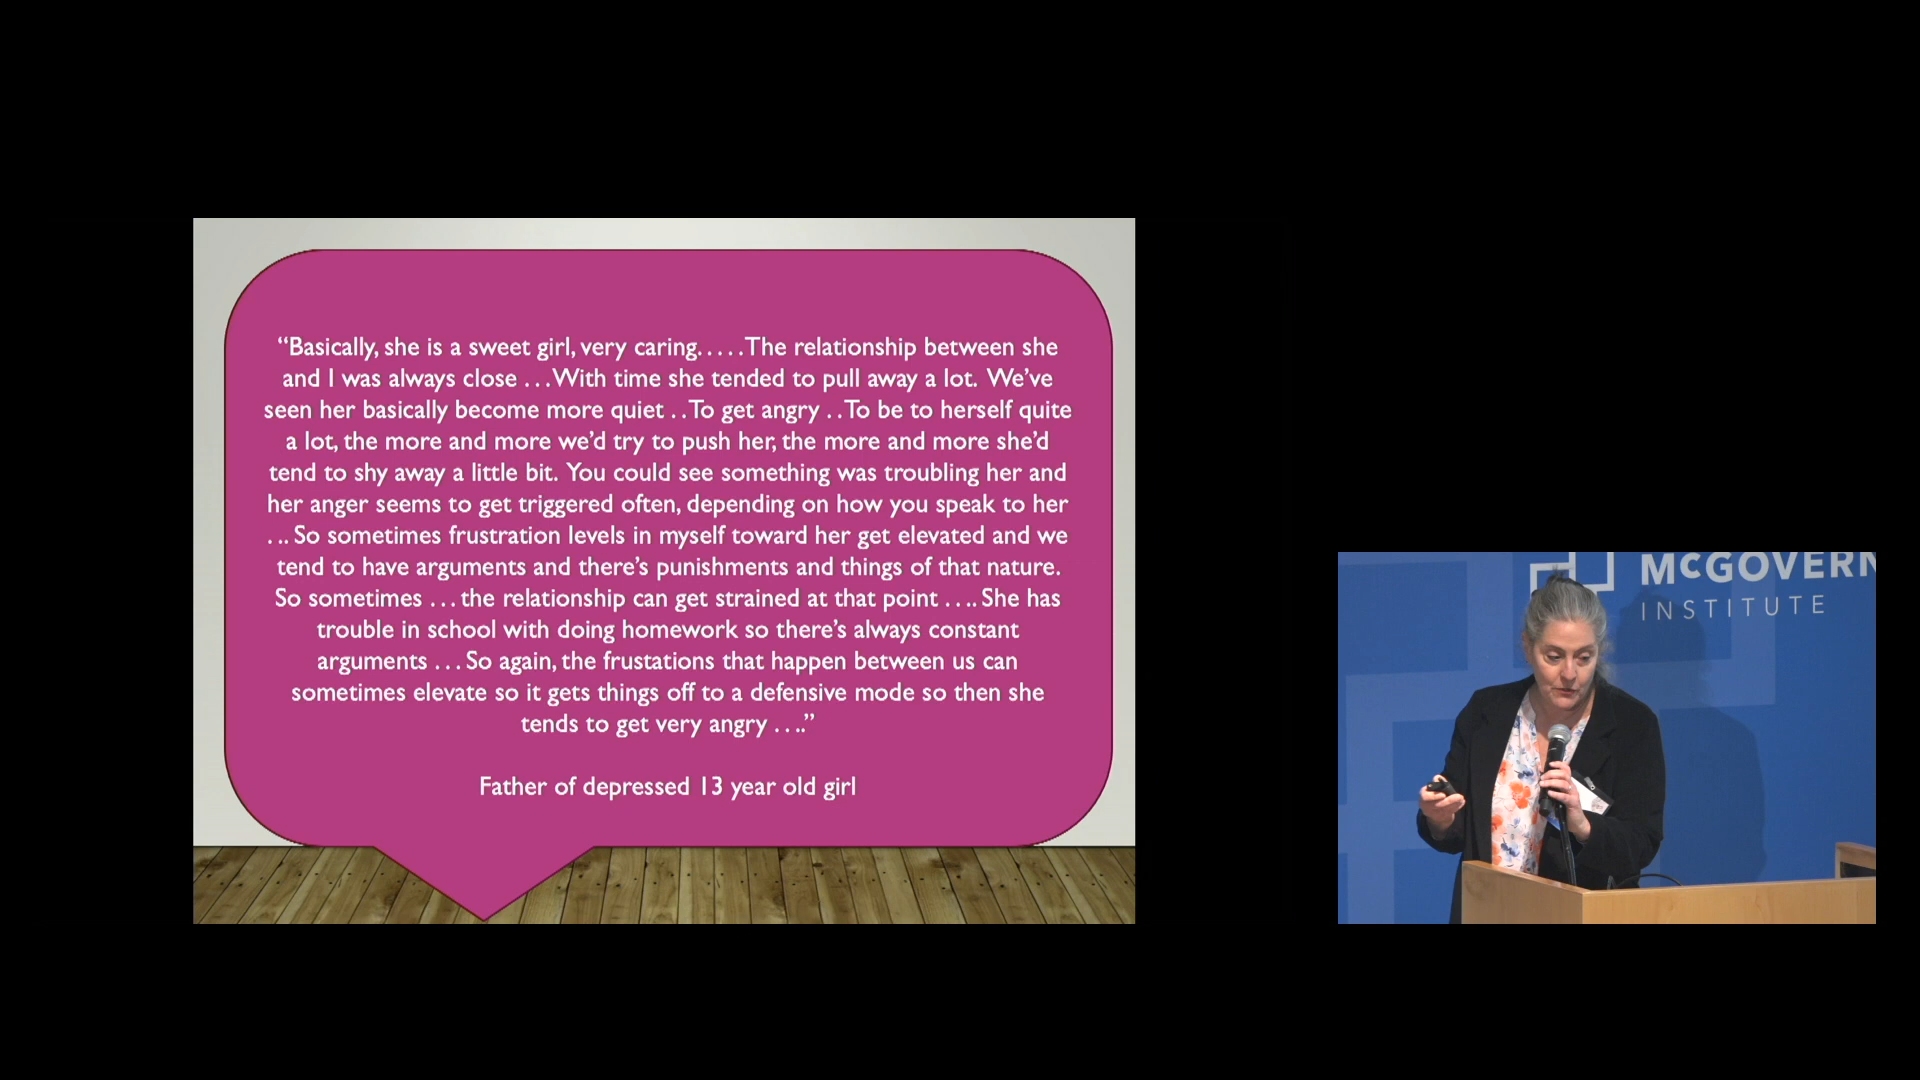 “Basically, she is a sweet girl, very caring. . . . .The relationship between she
and I was always close . . .With time she tended to pull away a lot. We’ve
seen her basically become more quiet . . To get angry . . To be to herself quite
a lot, the more and more we’d try to push her, the more and more she’d
tend to shy away a little bit. You could see something was troubling her and
her anger seems to get triggered often, depending on how you speak to her
. .. So sometimes frustration levels in myself toward her get elevated and we
tend to have arguments and there’s punishments and things of that nature.
So sometimes . . . the relationship can get strained at that point . . .. She has
trouble in school with doing homework so there’s always constant
arguments . . . So again, the frustations that happen between us can
sometimes elevate so it gets things off to a defensive mode so then she
tends to get very angry . . ..”
Father of depressed 13 year old girl
McGOVERN
INSTITUTE